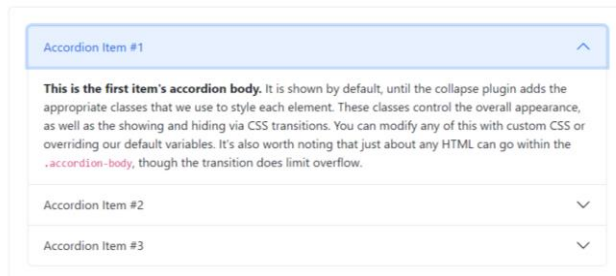 Accordion Item #1
This is the first item's accordion body. It is shown by default, until the collapse plugin adds the
appropriate classes that we use to style each element. These classes control the overall appearance,
as well as the showing and hiding via CSS transitions. You can modify any of this with custom CSS or
overriding our default variables. It's also worth noting that just about any HTML can go within the
.accordion-body, though the transition does limit overflow.
Accordion Item #2
Accordion Item #3